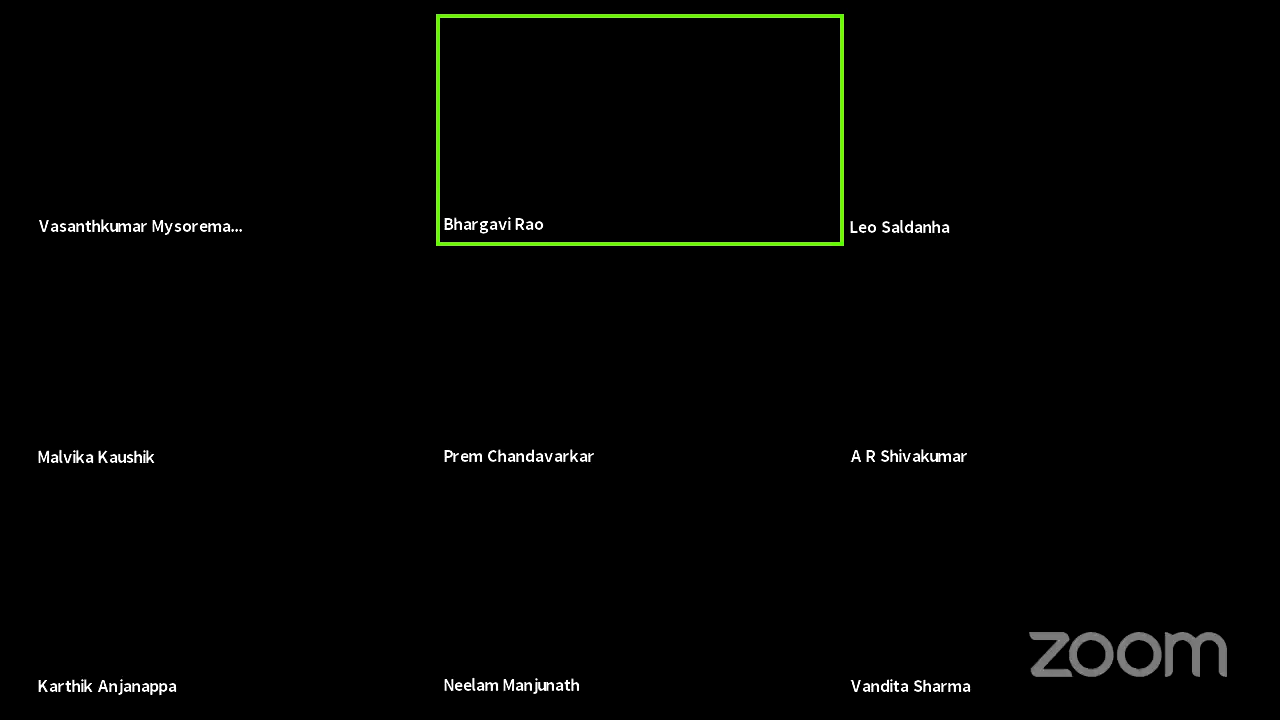 Vasanthkumar Mysorema...
Bhargavi Rao
Leo Saldanha
Malvika Kaushik
Prem Chandavarkar
A R Shivakumar
Karthik Anjanappa
Neelam Manjunath
Vandita Sharma
zoom